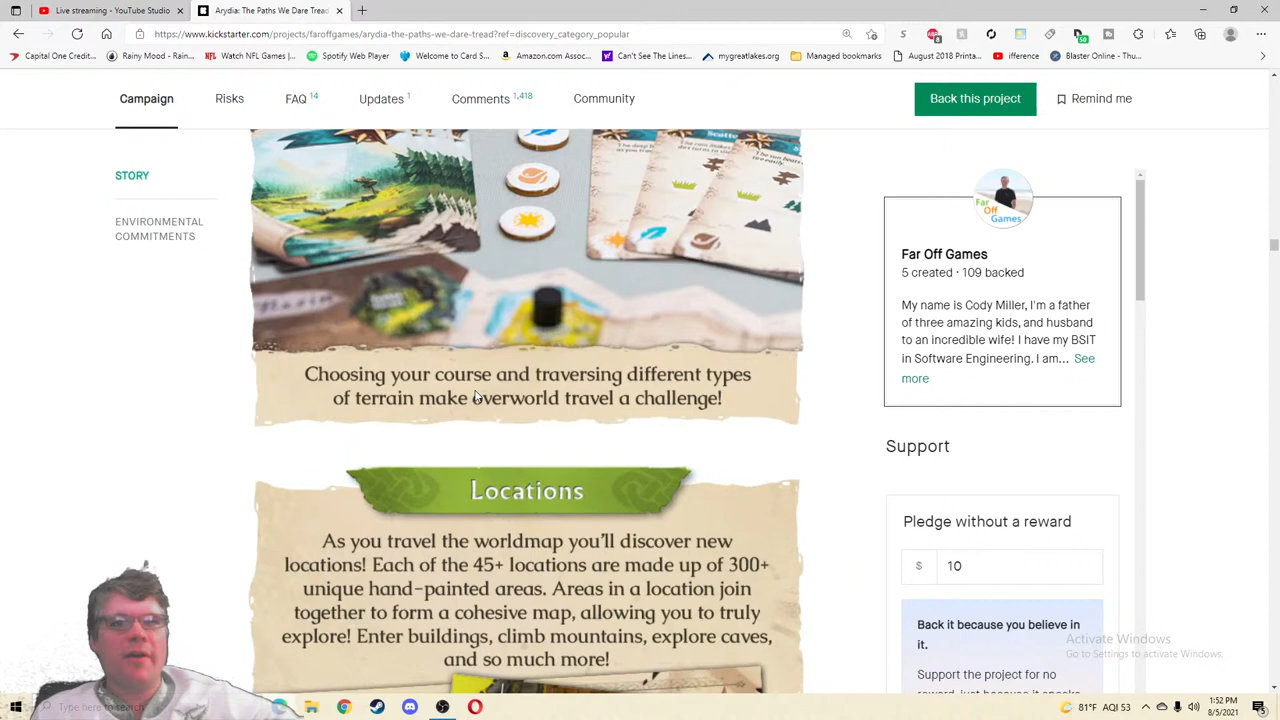 Live streaming - YouTube Studio
Arydia: The Paths We Dare Tread
https://www.kickstarter.com/projects/faroffgames/arydia-the-paths-we-dare-tread?ref=discovery_category_popular
Capital One Credit...
Rainy Mood - Rain...
Watch NFL Games |...
Spotify Web Player
Welcome to Card S...
Amazon.com Assoc...
Can't See The Lines...
mygreatlakes.org
Managed bookmarks
August 2018 Printa...
ifference
Blaster Online - Thu...
Campaign
Risks
FAQ 14
Updates 1
Comments 1,418
Community
Back this project
Remind me
STORY
ENVIRONMENTAL
COMMITMENTS
Choosing your course and traversing different types
of terrain make overworld travel a challenge!
Locations
As you travel the worldmap you'll discover new
locations! Each of the 45+ locations are made up of 300+
unique hand-painted areas. Areas in a location join
together to form a cohesive map, allowing you to truly
explore! Enter buildings, climb mountains, explore caves,
and so much more!
Far
Off
Games
Far Off Games
5 created · 109 backed
My name is Cody Miller, I'm a father
of three amazing kids, and husband
to an incredible wife! I have my BSIT
in Software Engineering. I am... See
more
Support
Pledge without a reward
$ 10
Back it because you believe in
it.
Support the project for no
reward, just because it speaks
Activate Windows
Go to Settings to activate Windows.
Type here to search
81°F AQI 53
1:52 PM
8/5/2021